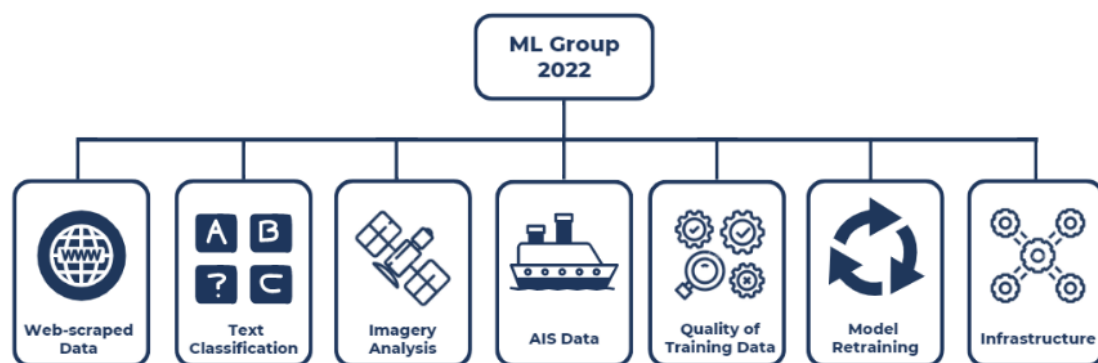 ML Group
2022
WWW
A B
? C
Web-scraped
Data
Text
Classification
Imagery
Analysis
AIS Data
Quality of
Training Data
Model
Retraining
Infrastructure